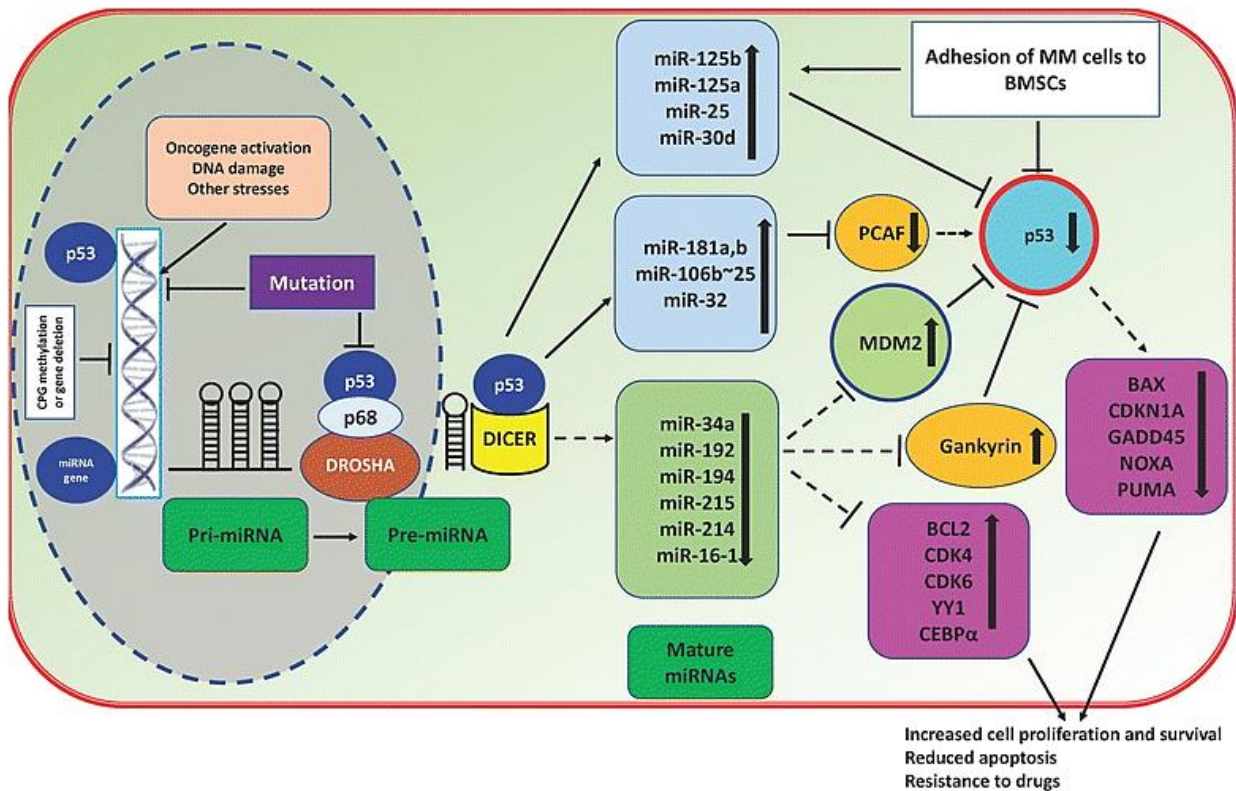 Oncogene activation
DNA damage
Other stresses
p53
Mutation
CPG methylation
or gene deletion
miRNA
gene
p53
p68
DROSHA
Pri-miRNA
Pre-miRNA
p53
DICER
miR-125b
miR-125a
miR-25
miR-30d
miR-181a,b
miR-106b~25
miR-32
miR-34a
miR-192
miR-194
miR-215
miR-214
miR-16-1
Mature
miRNAs
Adhesion of MM cells to
BMSCs
PCAF
p53
MDM2
Gankyrin
BAX
CDKN1A
GADD45
NOXA
PUMA
BCL2
CDK4
CDK6
YY1
CEBPα
Increased cell proliferation and survival
Reduced apoptosis
Resistance to drugs